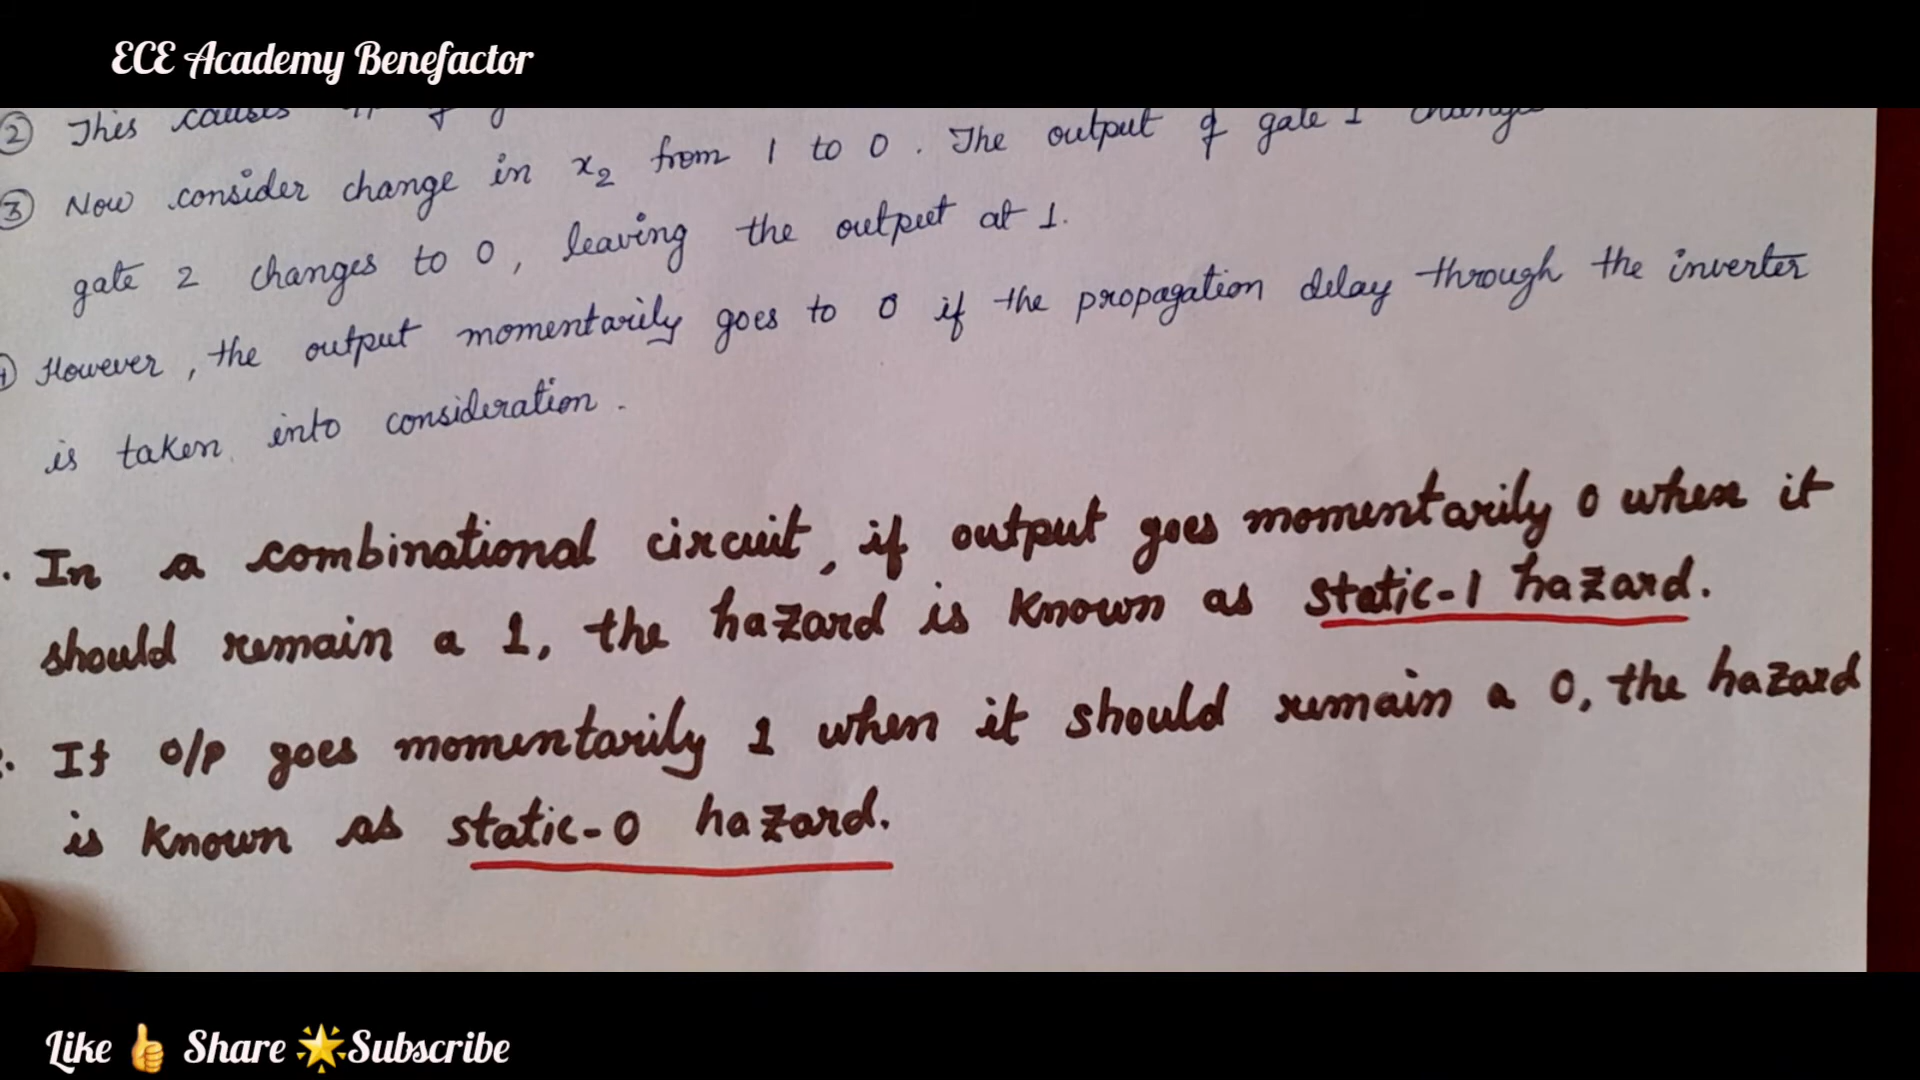 ECE Academy Benefactor
② This causes
③ Now consider change in x₂ from 1 to 0. The output of gate 1
gate 2 changes to 0, leaving the output at 1.
However, the output momentarily goes to 0 if the propagation delay through the inverter
is taken into consideration.
. In a combinational circuit, if output goes momentarily 0 when it
should remain a 1, the hazard is known as static-1 hazard.
. If o/p goes momentarily 1 when it should remain a 0, the hazard
is known as static-0 hazard.
Like 👍 Share 🌟Subscribe